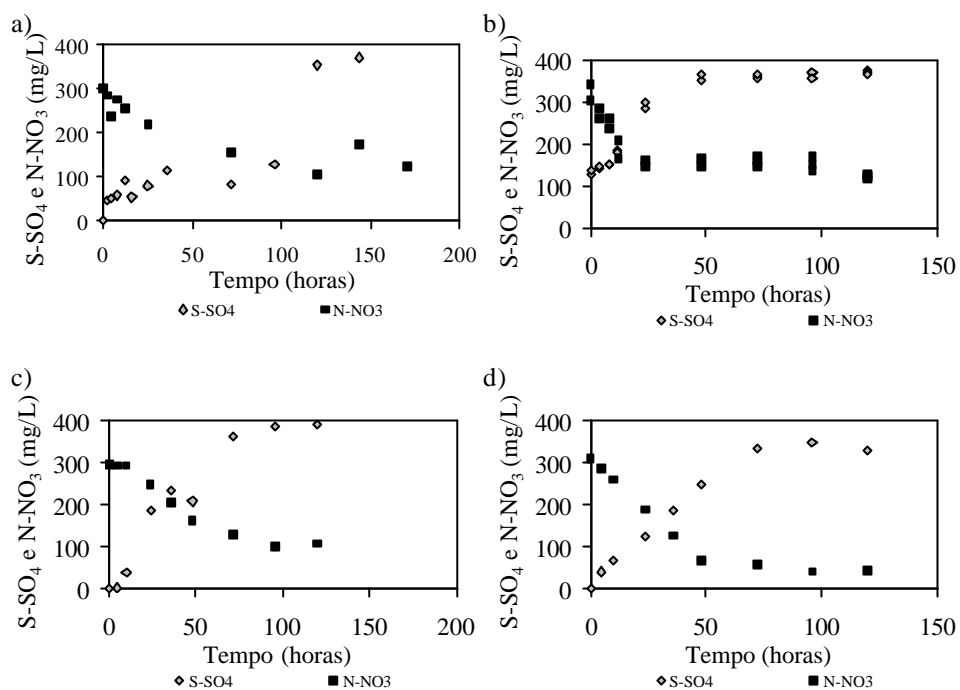 a)
S-SO4 e N-NO3 (mg/L)
400
300
200
100
0
0 50 100 150 200
Tempo (horas)
S-SO4 N-NO3
b)
S-SO4 e N-NO3 (mg/L)
400
300
200
100
0
0 50 100 150
Tempo (horas)
S-SO4 N-NO3
c)
S-SO4 e N-NO3 (mg/L)
400
300
200
100
0
0 50 100 150 200
Tempo (horas)
S-SO4 N-NO3
d)
S-SO4 e N-NO3 (mg/L)
400
300
200
100
0
0 50 100 150
Tempo (horas)
S-SO4 N-NO3